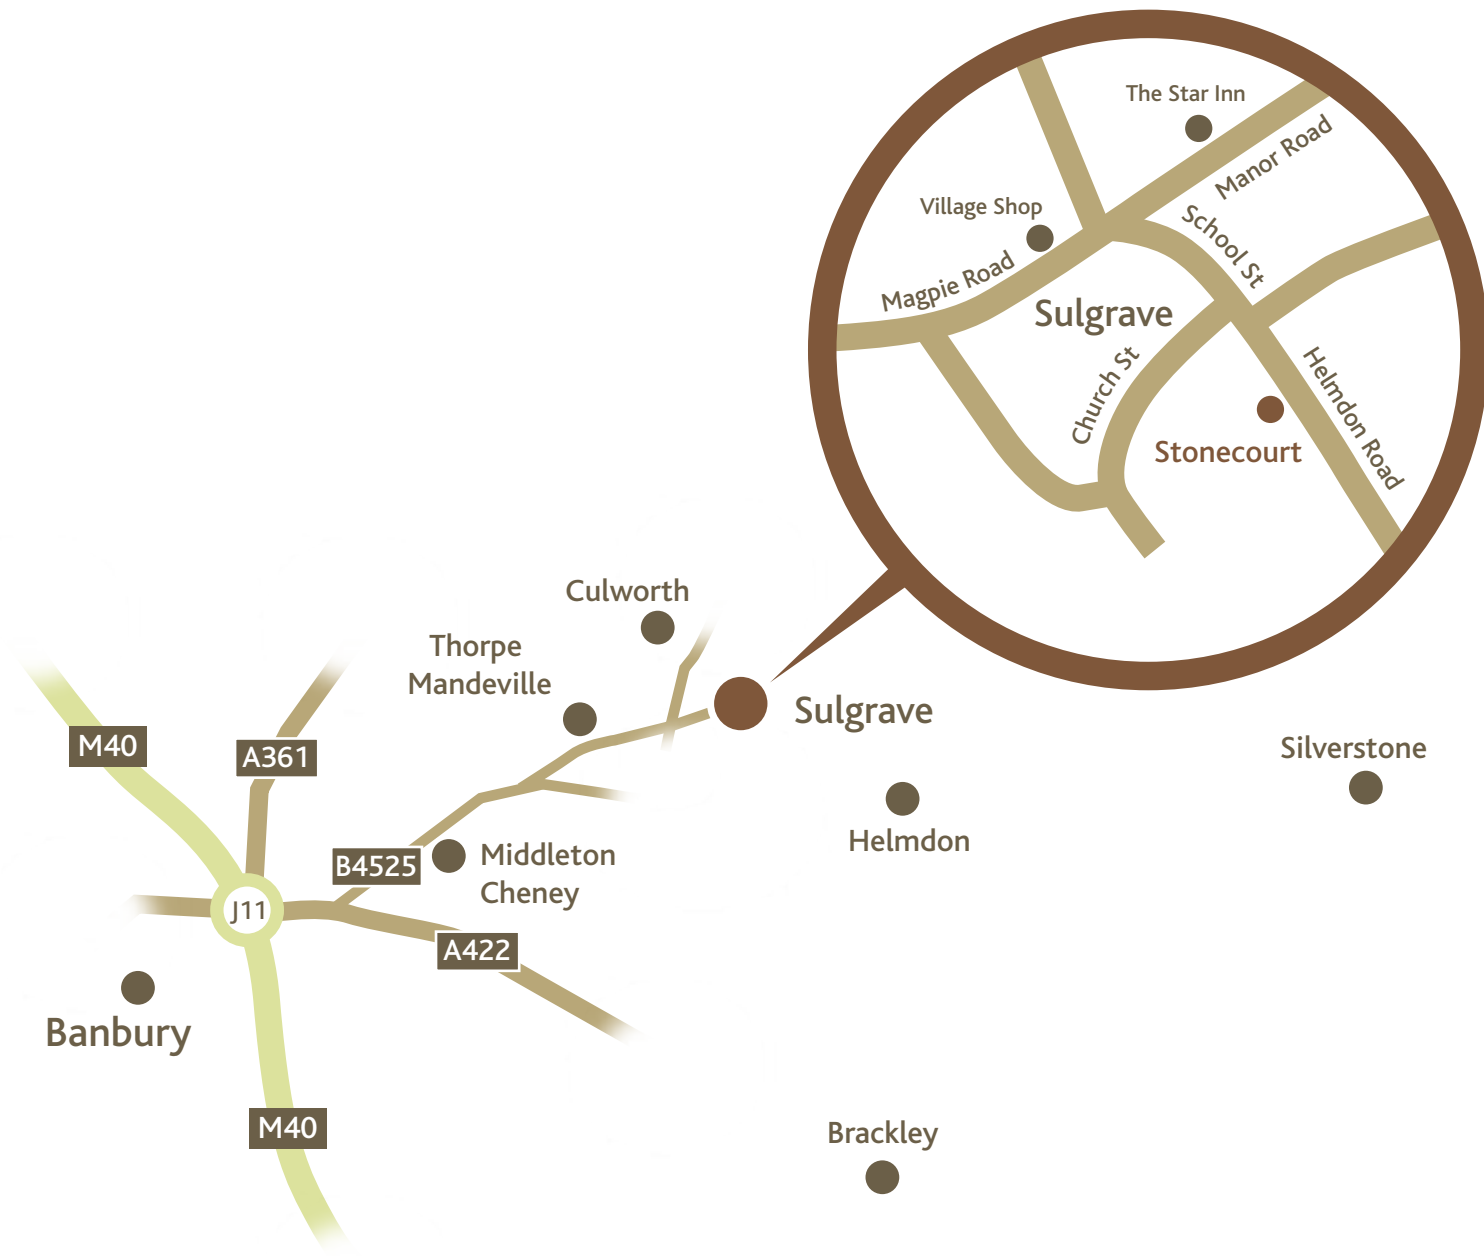 The Star Inn
Manor Road
Village Shop
School St
Magpie Road
Sulgrave
Church St
Helmdon Road
Stonecourt
Culworth
Thorpe
Mandeville
Sulgrave
M40
A361
Silverstone
Helmdon
B4525
Middleton
Cheney
J11
A422
Banbury
M40
Brackley